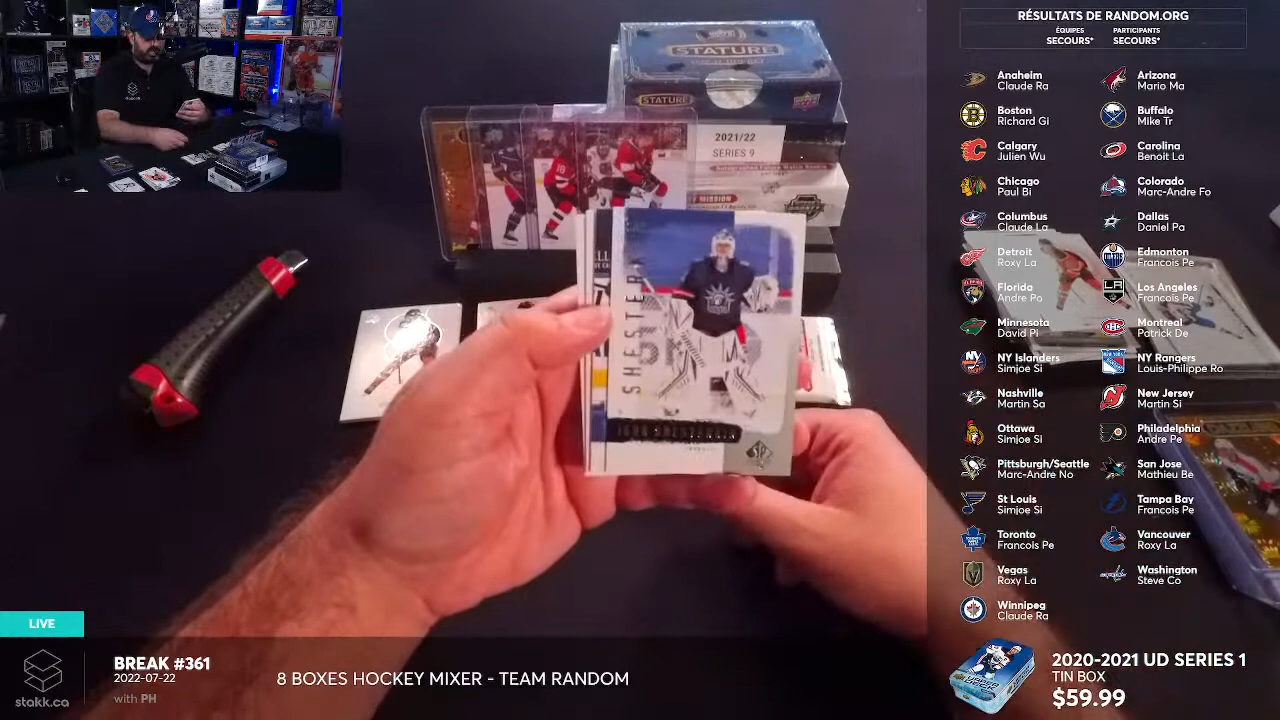 RÉSULTATS DE RANDOM.ORG
ÉQUIPES PARTICIPANTS
SECOURS* SECOURS*
Anaheim
Claude Ra
Arizona
Mario Ma
Boston
Richard Gi
Buffalo
Mike Tr
Calgary
Julien Wu
Carolina
Benoit La
Chicago
Paul Bi
Colorado
Marc-Andre Fo
Columbus
Claude La
Dallas
Daniel Pa
Detroit
Roxy La
Edmonton
Francois Pe
Florida
Andre Po
Los Angeles
Francois Pe
Minnesota
David Pi
Montreal
Patrick De
NY Islanders
Simjoe Si
NY Rangers
Louis-Philippe Ro
Nashville
Martin Sa
New Jersey
Martin Si
Ottawa
Simjoe Si
Philadelphia
Andre Pe
Pittsburgh/Seattle
Marc-Andre No
San Jose
Mathieu Be
St Louis
Simjoe Si
Tampa Bay
Francois Pe
Toronto
Francois Pe
Vancouver
Roxy La
Vegas
Roxy La
Washington
Steve Co
Winnipeg
Claude Ra
STATURE
STATURE
2021/22
SERIES 9
MISSION
SHESTER
SP
LIVE
stakk.ca
BREAK #361
2022-07-22
with PH
8 BOXES HOCKEY MIXER - TEAM RANDOM
2020-2021 UD SERIES 1
TIN BOX
$59.99